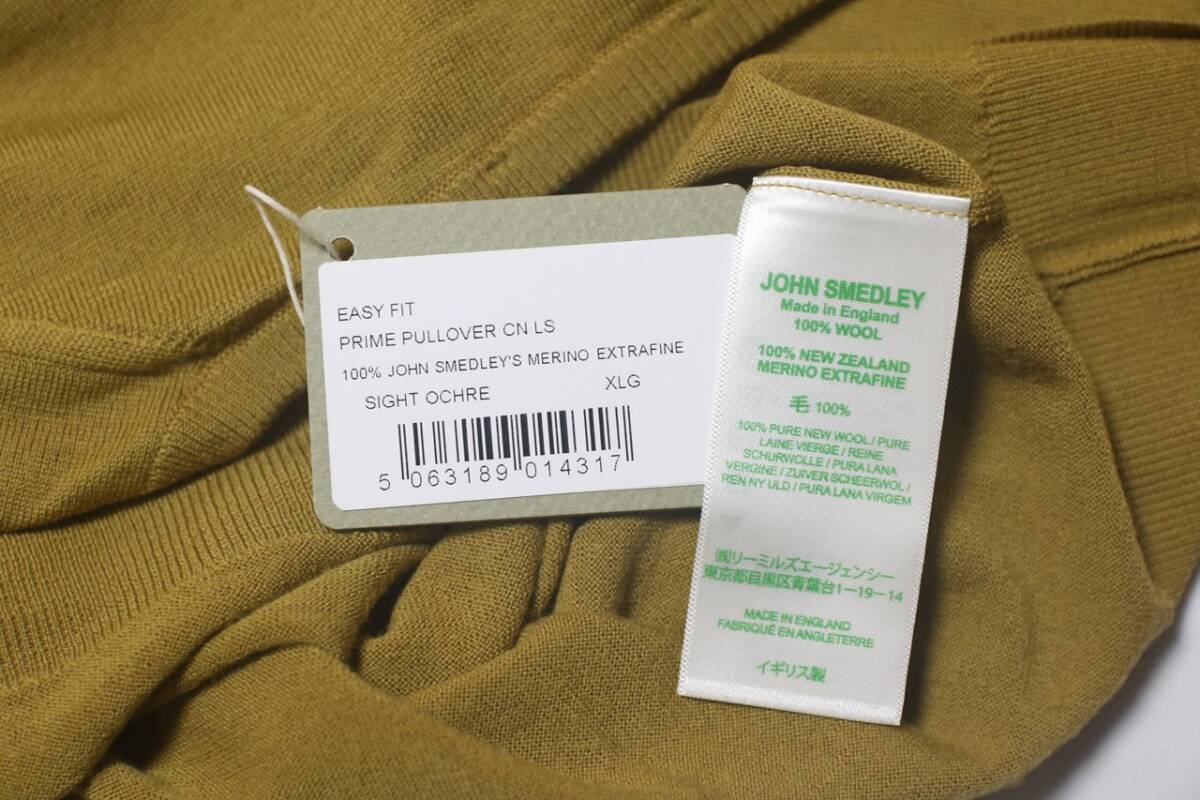 EASY FIT
PRIME PULLOVER CN LS
100% JOHN SMEDLEY'S MERINO EXTRAFINE
SIGHT OCHRE XLG
5 063189 014317
JOHN SMEDLEY
Made in England
100% WOOL
100% NEW ZEALAND
MERINO EXTRAFINE
毛 100%
100% PURE NEW WOOL / PURE
LAINE VIERGE / REINE
SCHURWOLLE / PURA LANA
VERGINE / ZUIVER SCHEERWOL /
REN NY ULD / PURA LANA VIRGEM
(株)リーミルズエージェンシー
東京都目黒区青葉台1-19-14
MADE IN ENGLAND
FABRIQUÉ EN ANGLETERRE
イギリス製